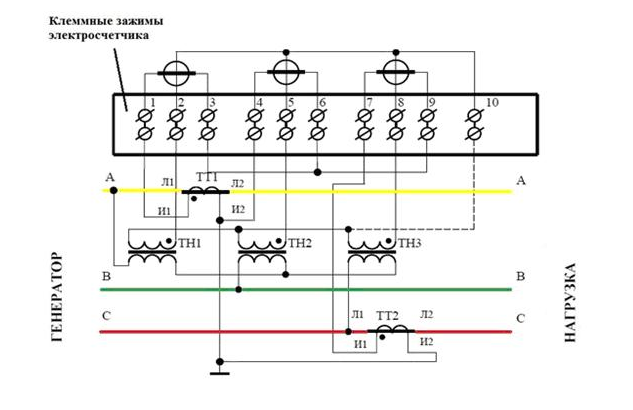 Клеммные зажимы
электросчетчика
1 2 3 4 5 6 7 8 9 10
А Л1 ТТ1 Л2 А
И1 И2
ТН1 ТН2 ТН3
В В
С Л1 ТТ2 Л2 С
И1 И2
ГЕНЕРАТОР
НАГРУЗКА